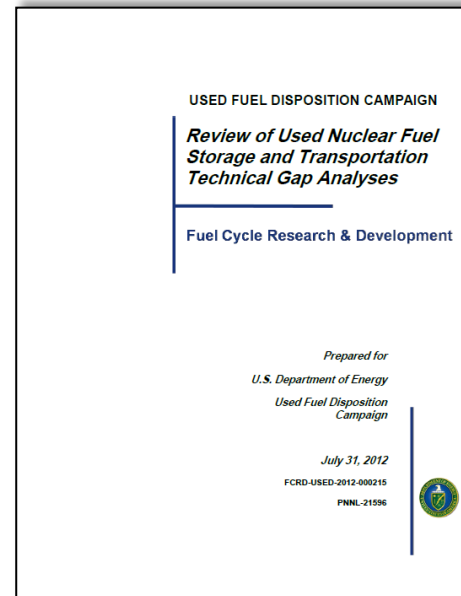 USED FUEL DISPOSITION CAMPAIGN
Review of Used Nuclear Fuel
Storage and Transportation
Technical Gap Analyses
Fuel Cycle Research & Development
Prepared for
U.S. Department of Energy
Used Fuel Disposition
Campaign
July 31, 2012
FCRD-USED-2012-000215
PNNL-21596